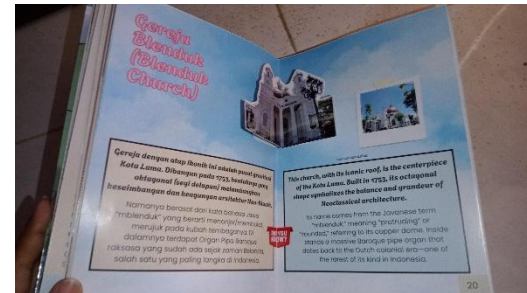 Gereja
Blenduk
(Blenduk
Church)
Gereja dengan atap ikonik ini adalah pusat gravitasi
Kota Lama. Dibangun pada 1753, bentuknya yang
oktagonal (segi delapan) melambangkan
keseimbangan dan keagungan arsitektur Neo-Klasik.
Namanya berasal dari kata bahasa Jawa
"mblenduk" yang berarti menonjol/membulat,
merujuk pada kubah tembaganya. Di
dalamnya terdapat Organ Pipa Baroque
raksasa yang sudah ada sejak zaman Belanda,
salah satu yang paling langka di Indonesia.
This church, with its iconic roof, is the centerpiece
of the Kota Lama. Built in 1753, its octagonal
shape symbolizes the balance and grandeur of
Neoclassical architecture.
Its name comes from the Javanese term
"mblenduk," meaning "protruding" or
"rounded," referring to its copper dome. Inside
stands a massive Baroque pipe organ that
dates back to the Dutch colonial era—one of
the rarest of its kind in Indonesia.
20